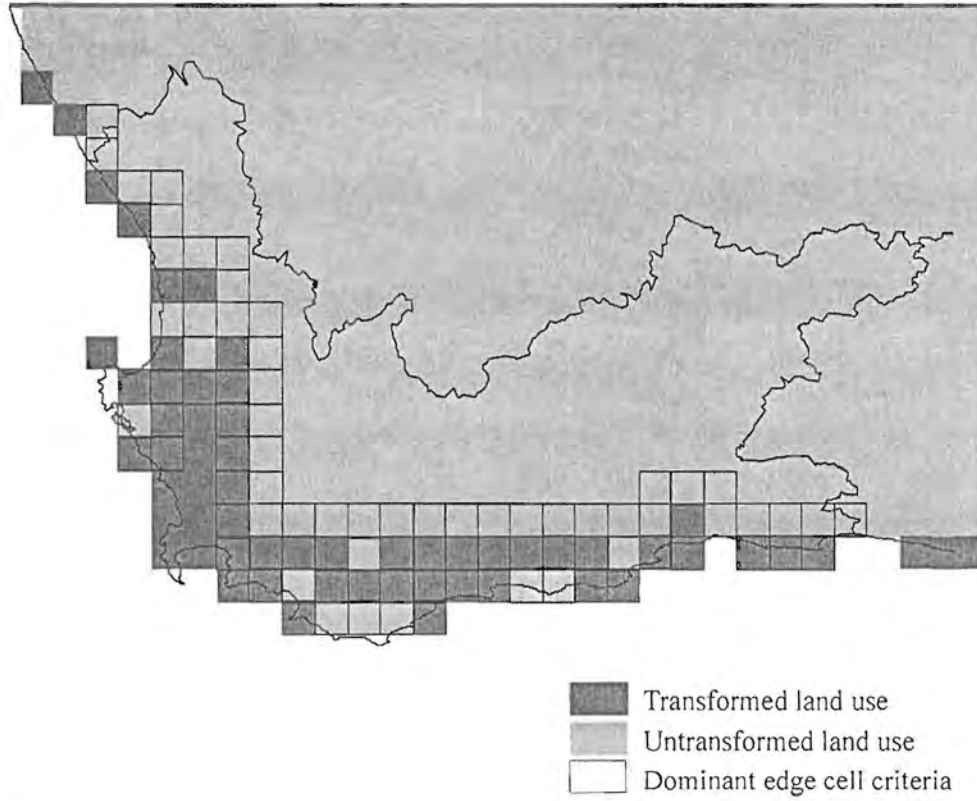 Transformed land use
Untransformed land use
Dominant edge cell criteria